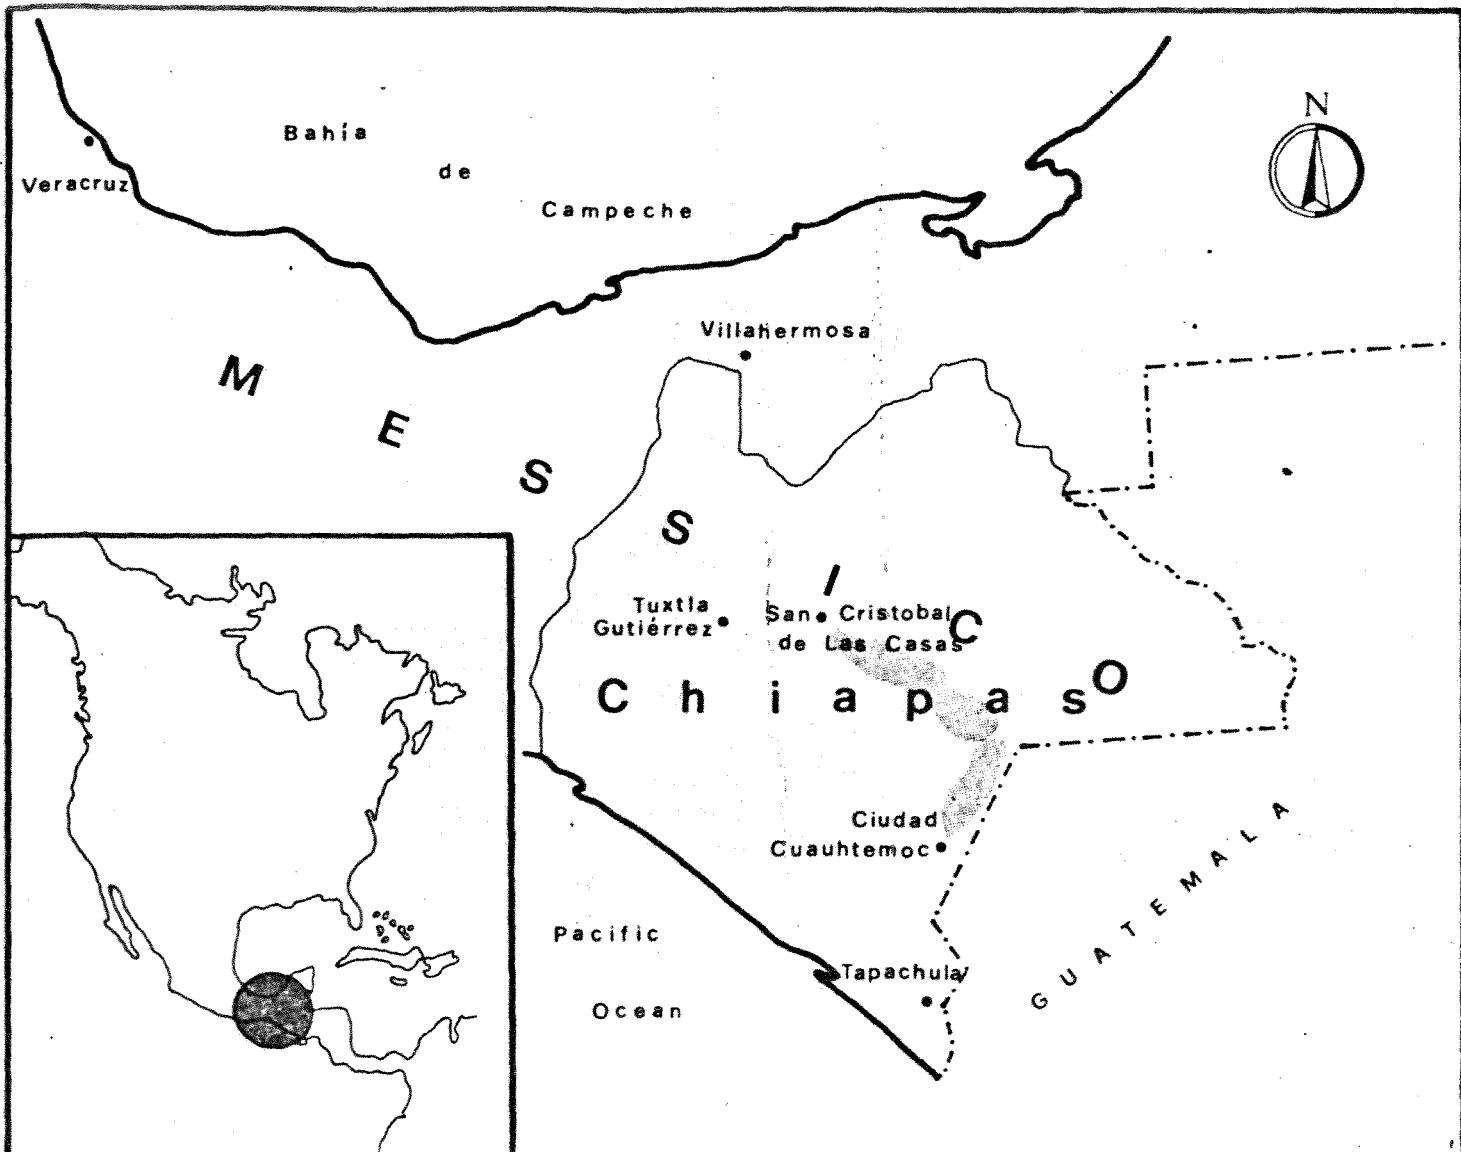 N
Bahía
de
Campeche
Veracruz
Villahermosa
M E S S I C O
Tuxtla
Gutiérrez
San Cristobal
de Las Casas
Chiapas
Ciudad
Cuauhtemoc
GUATEMALA
Pacific
Ocean
Tapachula